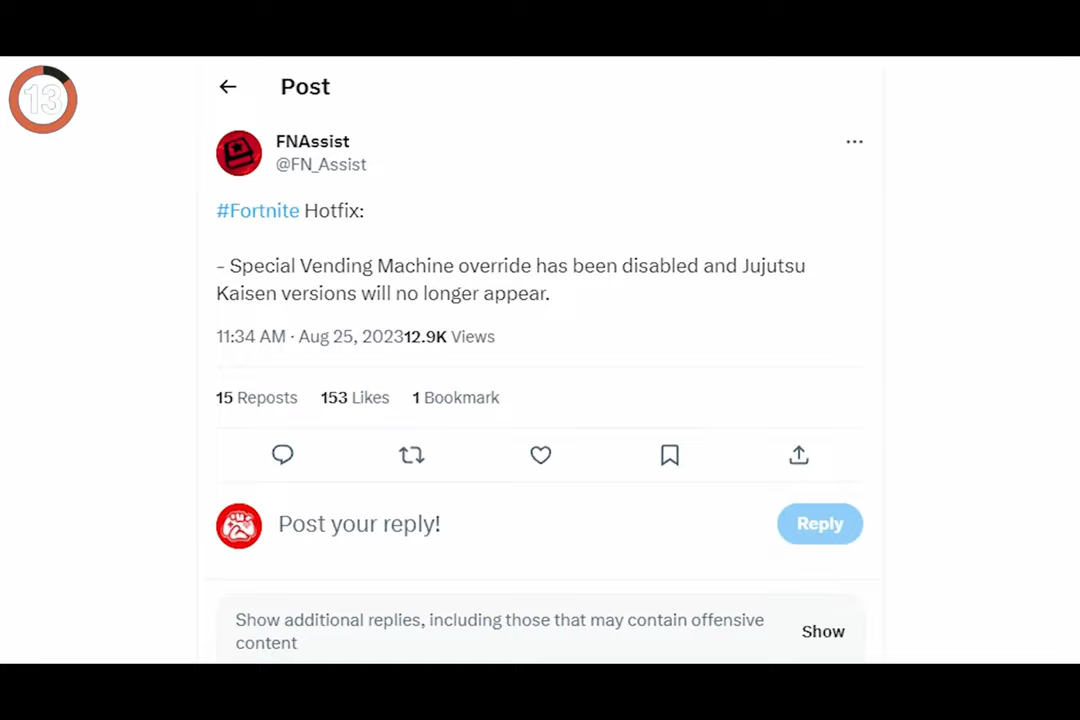 13
Post
FNAssist
@FN_Assist
#Fortnite Hotfix:
- Special Vending Machine override has been disabled and Jujutsu
Kaisen versions will no longer appear.
11:34 AM · Aug 25, 202312.9K Views
15 Reposts 153 Likes 1 Bookmark
Post your reply!
Reply
Show additional replies, including those that may contain offensive
content
Show